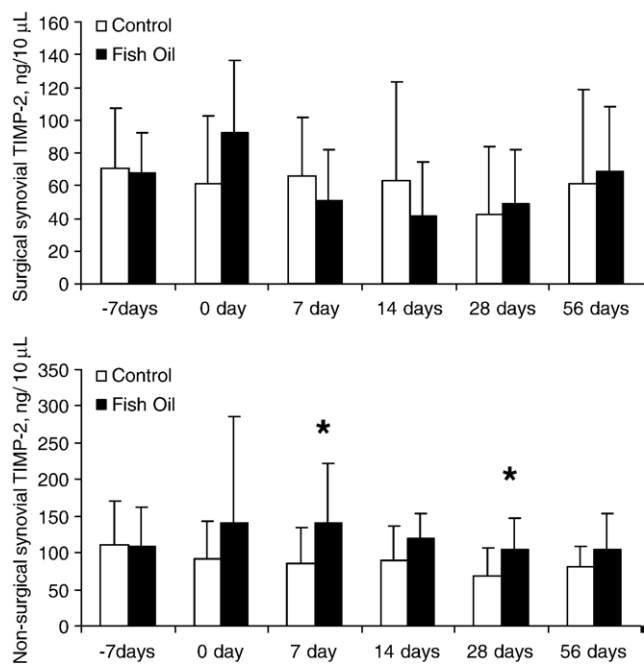 160
Control
140
Fish Oil
120
100
80
60
40
20
0
Surgical synovial TIMP-2, ng/10 µL
-7days 0 day 7 day 14 days 28 days 56 days
350
Control
300
Fish Oil
250
*
200
*
150
100
50
0
Non-surgical synovial TIMP-2, ng/ 10 µL
-7days 0 day 7 day 14 days 28 days 56 days